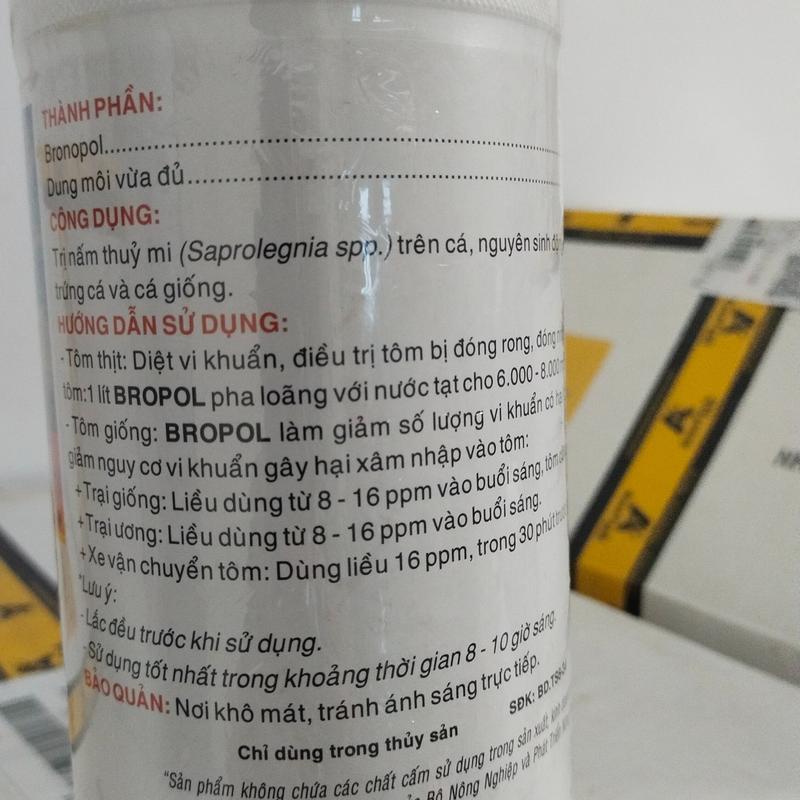 THÀNH PHẦN:
Bronopol
Dung môi vừa đủ
CÔNG DỤNG:
Trị nấm thuỷ mi (Saprolegnia spp.) trên cá, nguyên sinh
trứng cá và cá giống.
HƯỚNG DẪN SỬ DỤNG:
- Tôm thịt: Diệt vi khuẩn, điều trị tôm bị đóng rong, đóng
tôm:1 lít BROPOL pha loãng với nước tạt cho 6.000 - 8.000
- Tôm giống: BROPOL làm giảm số lượng vi khuẩn có
giảm nguy cơ vi khuẩn gây hại xâm nhập vào tôm:
+ Trại giống: Liều dùng từ 8 - 16 ppm vào buổi sáng, tôm
+ Trại ương: Liều dùng từ 8 - 16 ppm vào buổi sáng.
+ Xe vận chuyển tôm: Dùng liều 16 ppm, trong 30 phút
*Lưu ý:
- Lắc đều trước khi sử dụng.
- Sử dụng tốt nhất trong khoảng thời gian 8 - 10 giờ sáng.
BẢO QUẢN: Nơi khô mát, tránh ánh sáng trực tiếp.
SĐK: BD.TS6
Chỉ dùng trong thủy sản
"Sản phẩm không chứa các chất cấm sử dụng trong sản xuất, kinh
Bộ Nông Nghiệp và Phát Triển